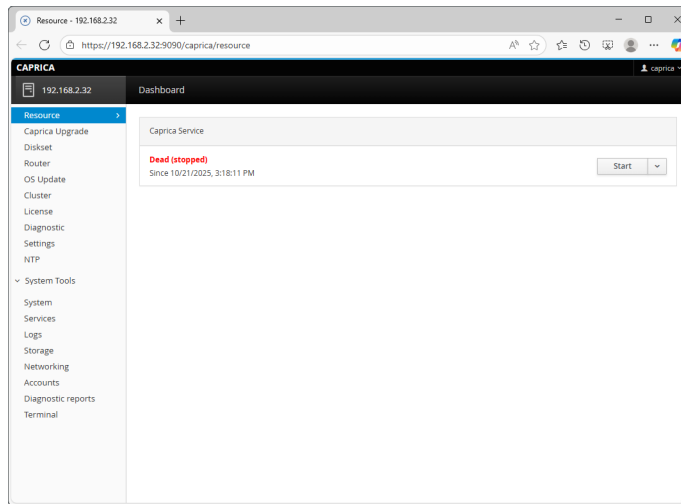 Resource - 192.168.2.32
https://192.168.2.32:9090/caprica/resource
CAPRICA
caprica
192.168.2.32
Dashboard
Resource
Caprica Upgrade
Diskset
Router
OS Update
Cluster
License
Diagnostic
Settings
NTP
System Tools
System
Services
Logs
Storage
Networking
Accounts
Diagnostic reports
Terminal
Caprica Service
Dead (stopped)
Since 10/21/2025, 3:18:11 PM
Start